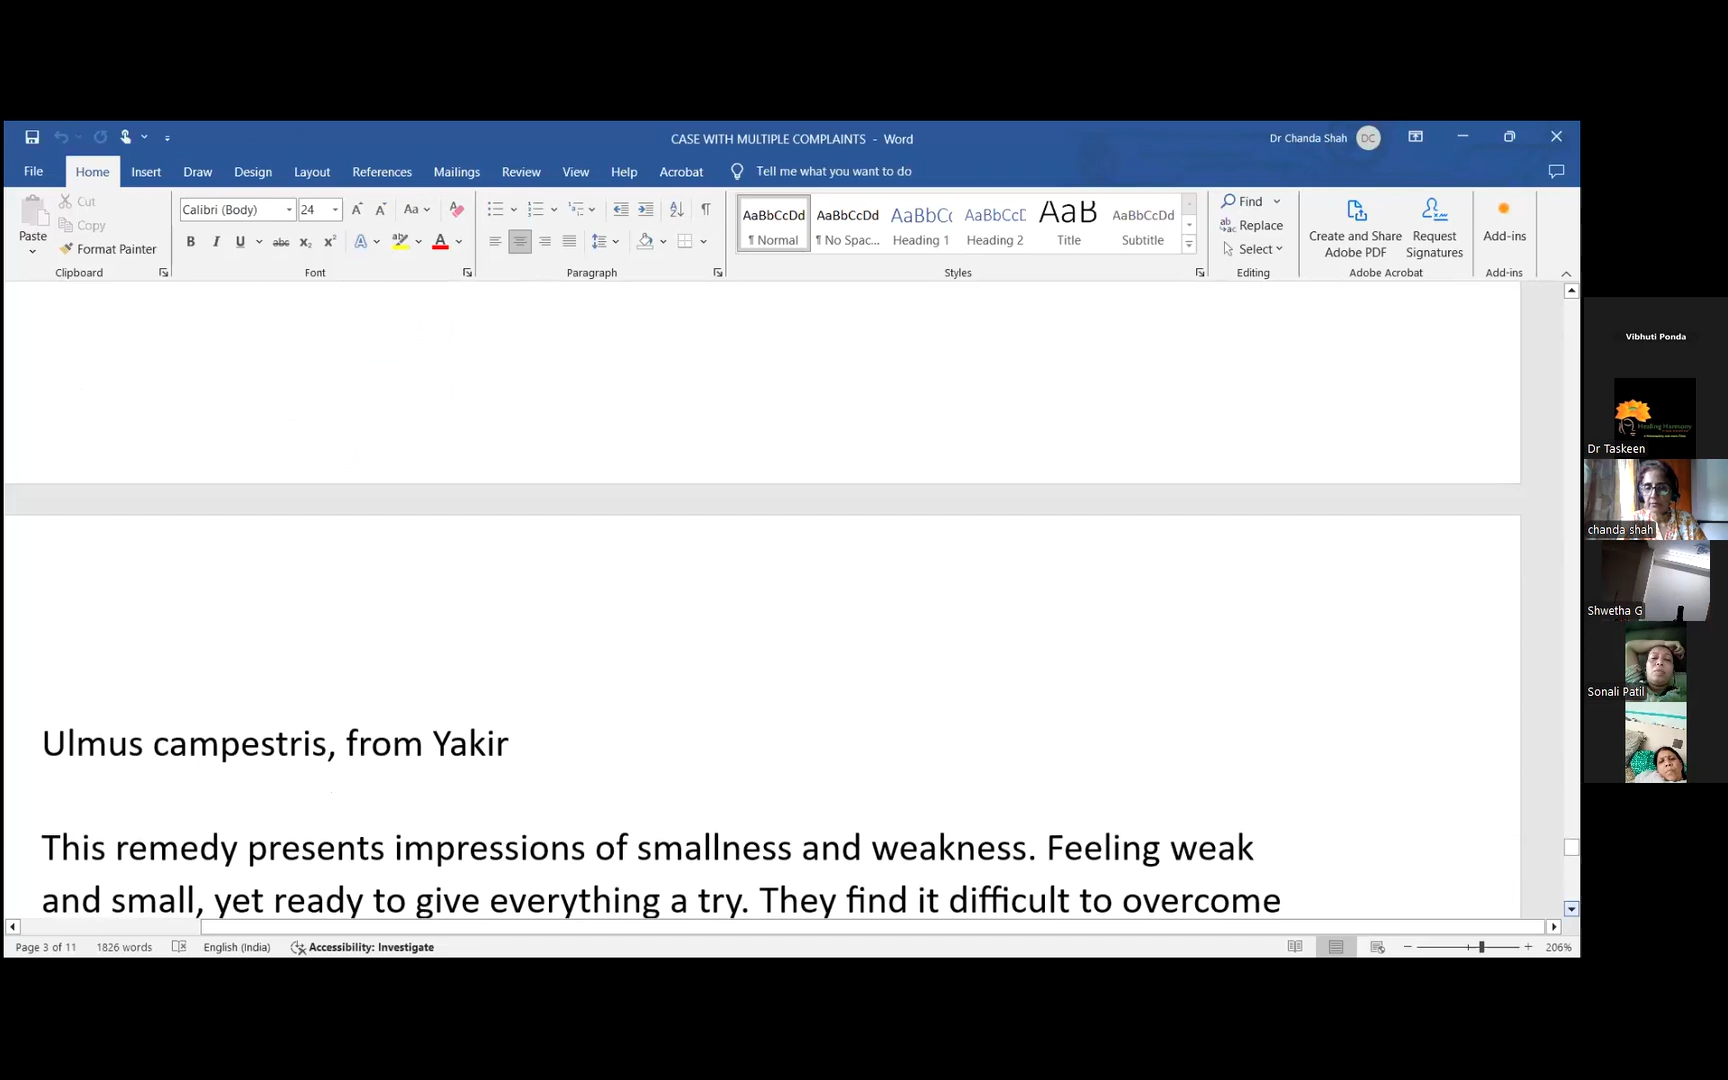 CASE WITH MULTIPLE COMPLAINTS - Word
Dr Chanda Shah DC
File Home Insert Draw Design Layout References Mailings Review View Help Acrobat Tell me what you want to do
Paste
Cut
Copy
Format Painter
Clipboard
Calibri (Body) 24
Font
Paragraph
AaBbCcDd AaBbCcDd AaBbCc AaBbCcD AaB AaBbCcDd
¶ Normal ¶ No Spac... Heading 1 Heading 2 Title Subtitle
Styles
Find
Replace
Select
Editing
Create and Share Adobe PDF
Request Signatures
Adobe Acrobat
Add-ins
Add-ins
Ulmus campestris, from Yakir
This remedy presents impressions of smallness and weakness. Feeling weak
and small, yet ready to give everything a try. They find it difficult to overcome
Page 3 of 11 1826 words English (India) Accessibility: Investigate 206%
Vibhuti Ponda
Healing Harmony
Dr Taskeen
chanda shah
Shwetha G
Sonali Patil